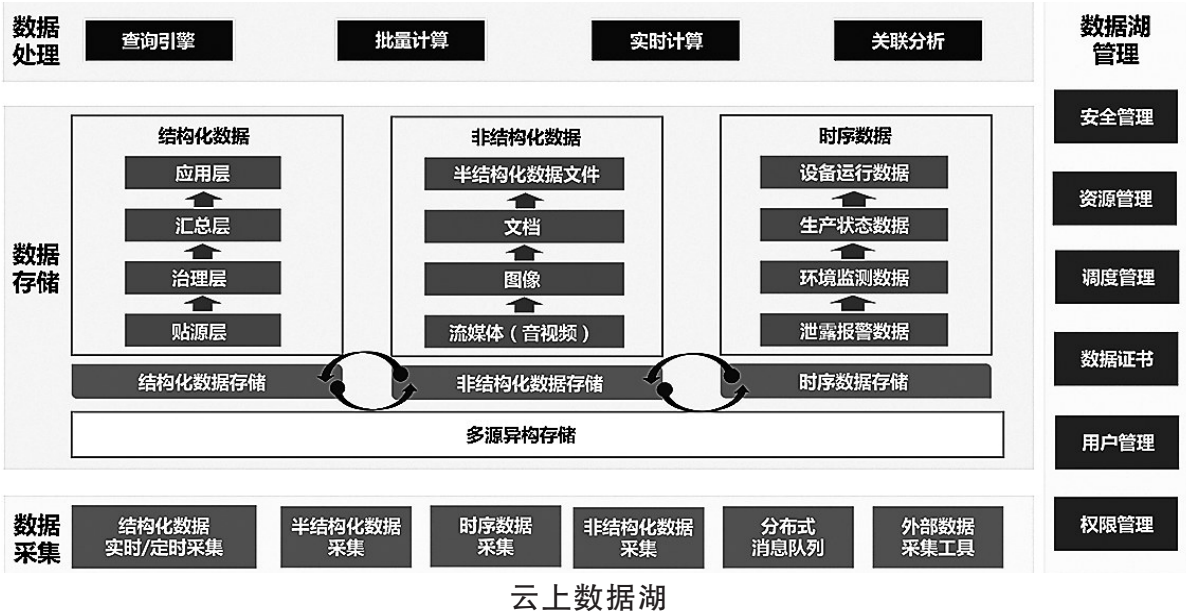 数据
处理
查询引擎
批量计算
实时计算
关联分析
数据
存储
结构化数据
应用层
汇总层
治理层
贴源层
非结构化数据
半结构化数据文件
文档
图像
流媒体（音视频）
时序数据
设备运行数据
生产状态数据
环境监测数据
泄露报警数据
结构化数据存储
非结构化数据存储
时序数据存储
多源异构存储
数据
采集
结构化数据
实时/定时采集
半结构化数据
采集
时序数据
采集
非结构化数据
采集
分布式
消息队列
外部数据
采集工具
数据湖
管理
安全管理
资源管理
调度管理
数据证书
用户管理
权限管理
云上数据湖